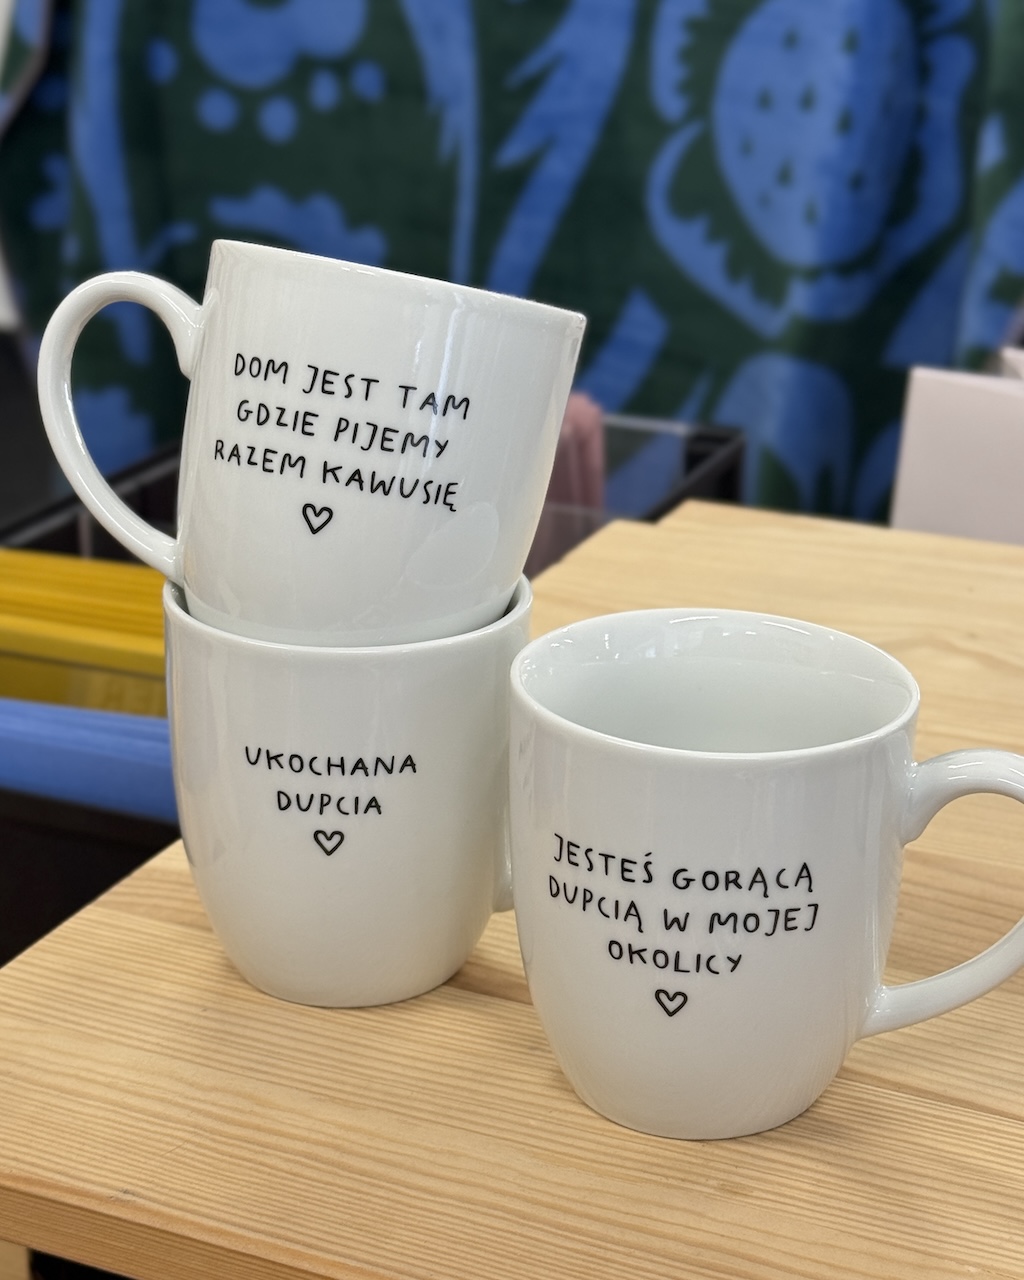 DOM JEST TAM
GDZIE PIJEMY
RAZEM KAWUSIĘ
UKOCHANA
DUPCIA
JESTEŚ GORĄCĄ
DUPCIĄ W MOJEJ
OKOLICY